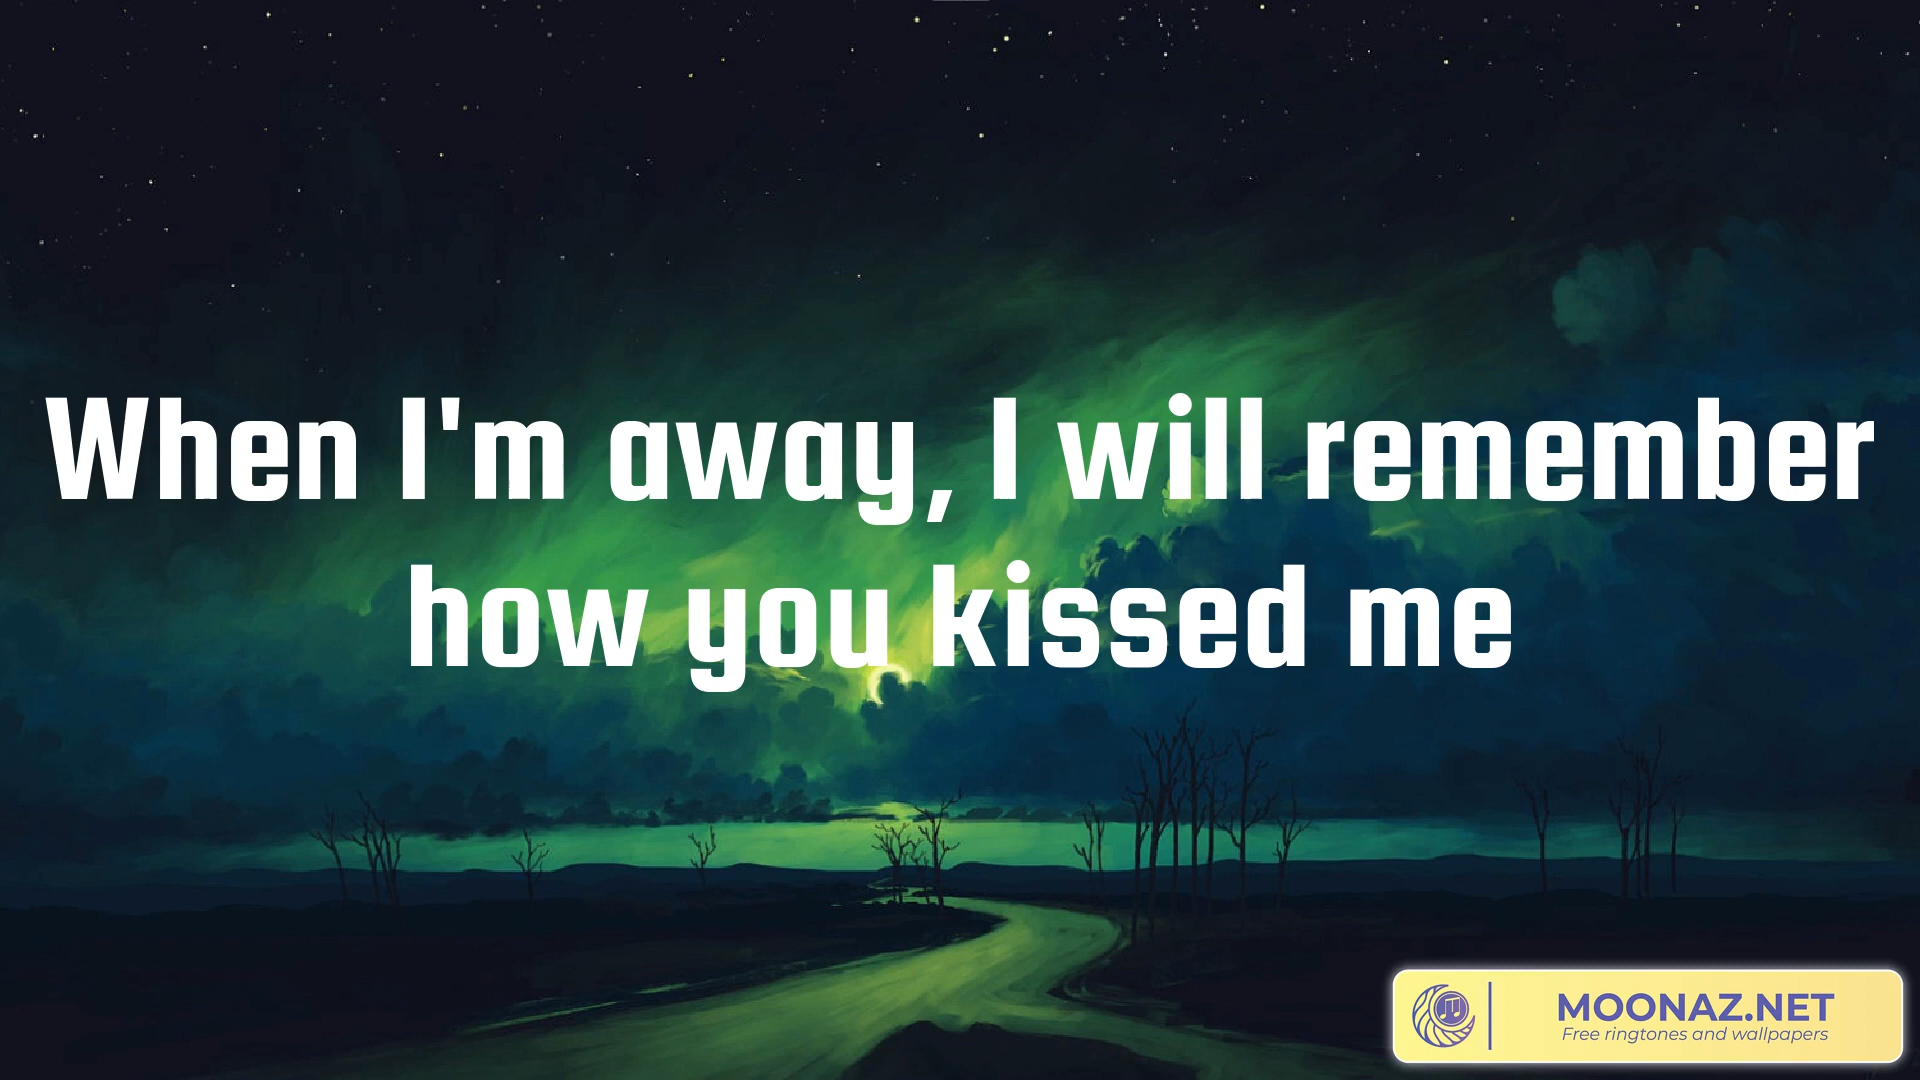 When I'm away, I will remember
how you kissed me
MOONAZ.NET
Free ringtones and wallpapers